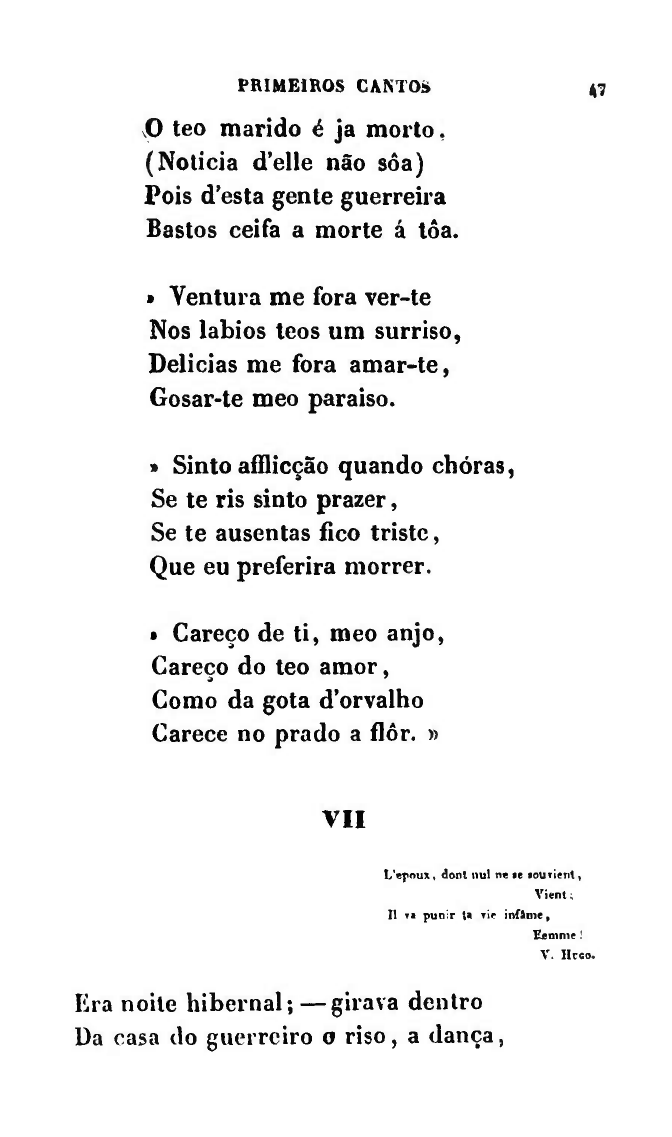 PRIMEIROS CANTOS 47
O teo marido é ja morto,
(Noticia d'elle não sôa)
Pois d'esta gente guerreira
Bastos ceifa a morte á tôa.
» Ventura me fora ver-te
Nos labios teos um surriso,
Delicias me fora amar-te,
Gosar-te meo paraiso.
» Sinto afflicção quando chóras,
Se te ris sinto prazer,
Se te ausentas fico triste,
Que eu preferira morrer.
» Careço de ti, meo anjo,
Careço do teo amor,
Como da gota d'orvalho
Carece no prado a flôr. »
VII
L'epoux, dont nul ne se souvient,
Vient;
Il va punir ta vie infâme,
Femme!
V. Hugo.
Era noite hibernal; — girava dentro
Da casa do guerreiro o riso, a dança,